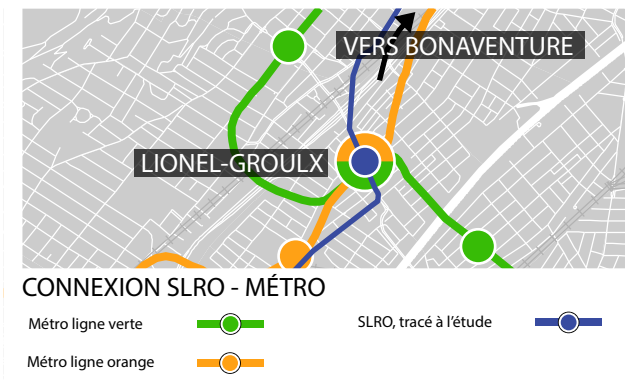 VERS BONAVENTURE
LIONEL-GROULX
CONNEXION SLRO - MÉTRO
Métro ligne verte
SLRO, tracé à l'étude
Métro ligne orange